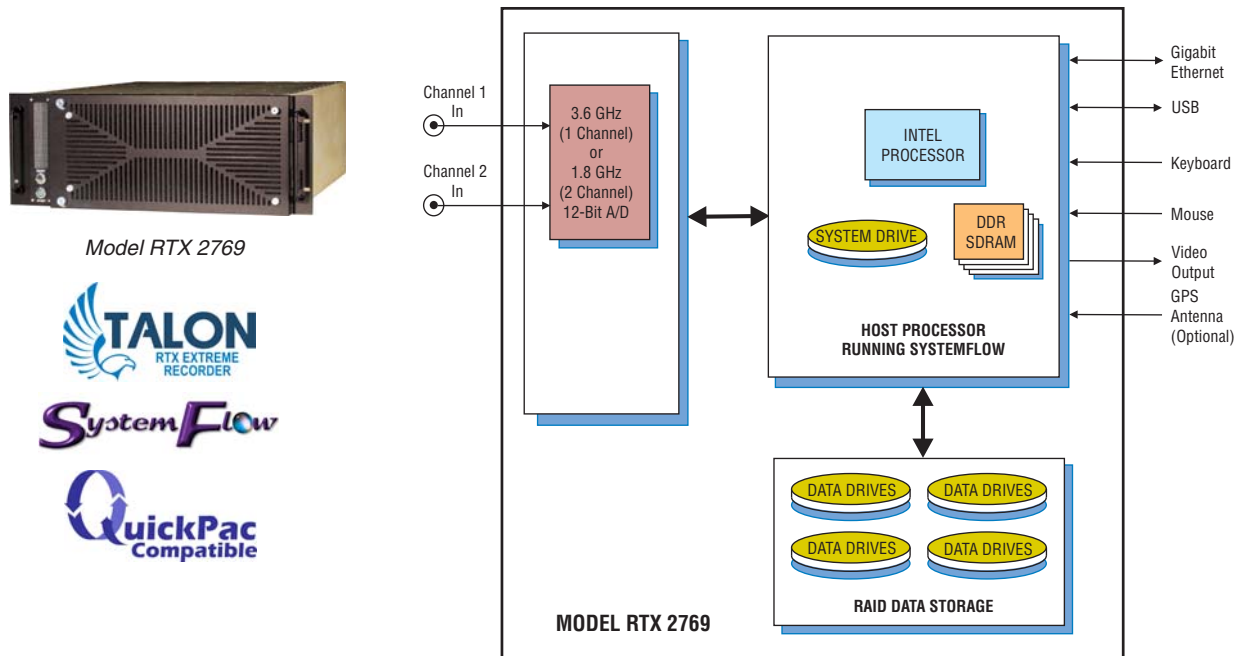 Model RTX 2769
TALON
RTX EXTREME
RECORDER
SystemFlow
QuickPac
Compatible
Channel 1
In
Channel 2
In
3.6 GHz
(1 Channel)
or
1.8 GHz
(2 Channel)
12-Bit A/D
INTEL
PROCESSOR
SYSTEM DRIVE
DDR
SDRAM
HOST PROCESSOR
RUNNING SYSTEMFLOW
Gigabit
Ethernet
USB
Keyboard
Mouse
Video
Output
GPS
Antenna
(Optional)
DATA DRIVES
DATA DRIVES
DATA DRIVES
DATA DRIVES
RAID DATA STORAGE
MODEL RTX 2769